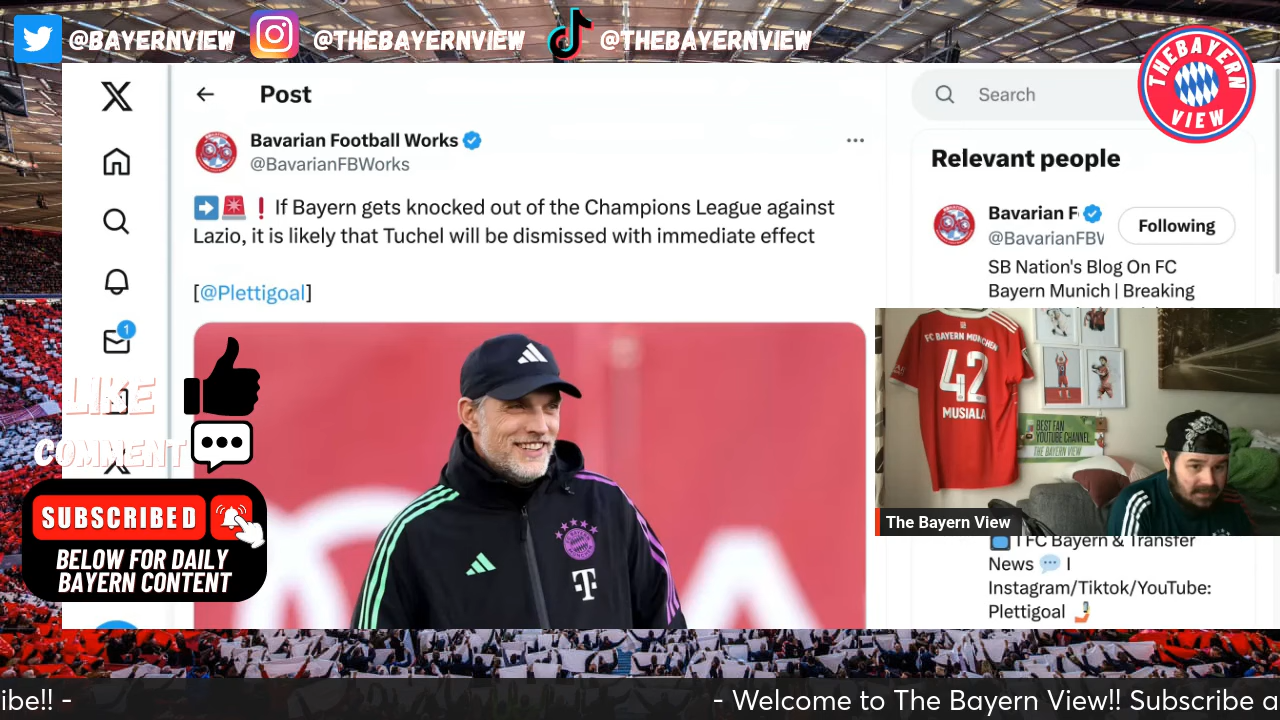 @BAYERNVIEW @THEBAYERNVIEW @THEBAYERNVIEW
THEBAYERN VIEW
Post
Search
Bavarian Football Works
@BavarianFBWorks
➡️🚨❗If Bayern gets knocked out of the Champions League against
Lazio, it is likely that Tuchel will be dismissed with immediate effect
[@Plettigoal]
1
T
Relevant people
Bavarian F
@BavarianFBV
Following
SB Nation's Blog On FC
Bayern Munich | Breaking
FC BAYERN MÜNCHEN
42
MUSIALA
BEST FAN
YOUTUBE CHANNEL
THE BAYERN VIEW
The Bayern View
| FC Bayern & Transfer
News 💬 I
Instagram/Tiktok/YouTube:
Plettigoal 🤳
LIKE
COMMENT
SUBSCRIBED
BELOW FOR DAILY
BAYERN CONTENT
ibe!! - - Welcome to The Bayern View!! Subscribe a